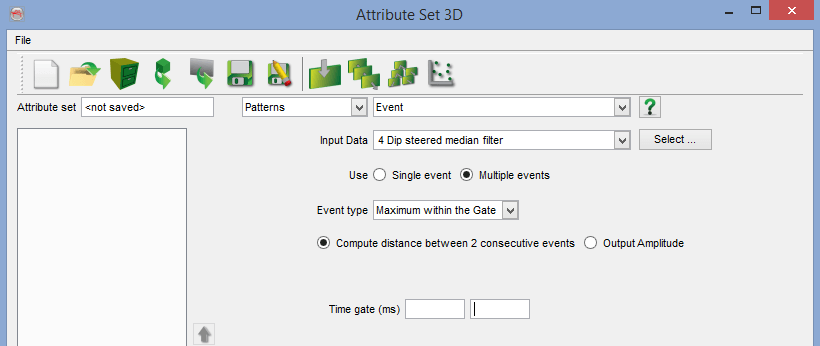 Attribute Set 3D
File
Attribute set <not saved> Patterns Event ?
Input Data 4 Dip steered median filter Select ...
Use Single event Multiple events
Event type Maximum within the Gate
Compute distance between 2 consecutive events Output Amplitude
Time gate (ms)